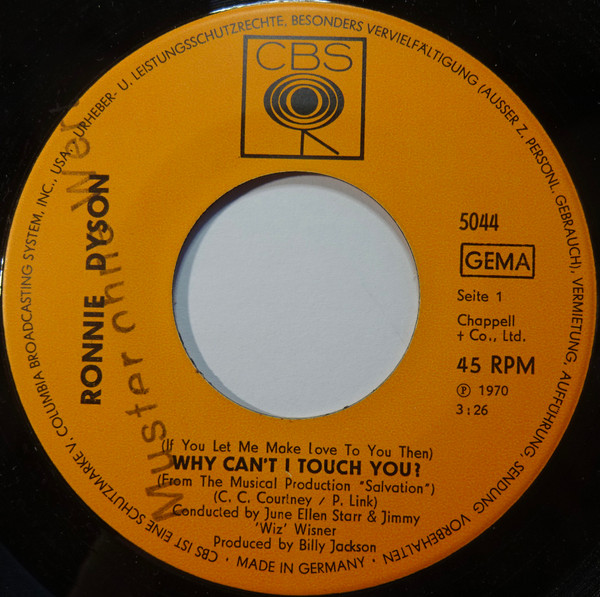 CBS
CBS IST EINE SCHUTZMARKE V. COLUMBIA BROADCASTING SYSTEM, INC., USA. URHEBER- U. LEISTUNGSSCHUTZRECHTE, BESONDERS VERVIELFÄLTIGUNG (AUSSER Z. PERSÖNL. GEBRAUCH), VERMIETUNG, AUFFÜHRUNG, SENDUNG VORBEHALTEN
· MADE IN GERMANY ·
RONNIE DYSON
Muster ohne Wert
5044
GEMA
Seite 1
Chappell
+ Co., Ltd.
45 RPM
Ⓟ 1970
3:26
(If You Let Me Make Love To You Then)
WHY CAN'T I TOUCH YOU?
(From The Musical Production "Salvation")
(C. C. Courtney / P. Link)
Conducted by June Ellen Starr & Jimmy
'Wiz' Wisner
Produced by Billy Jackson